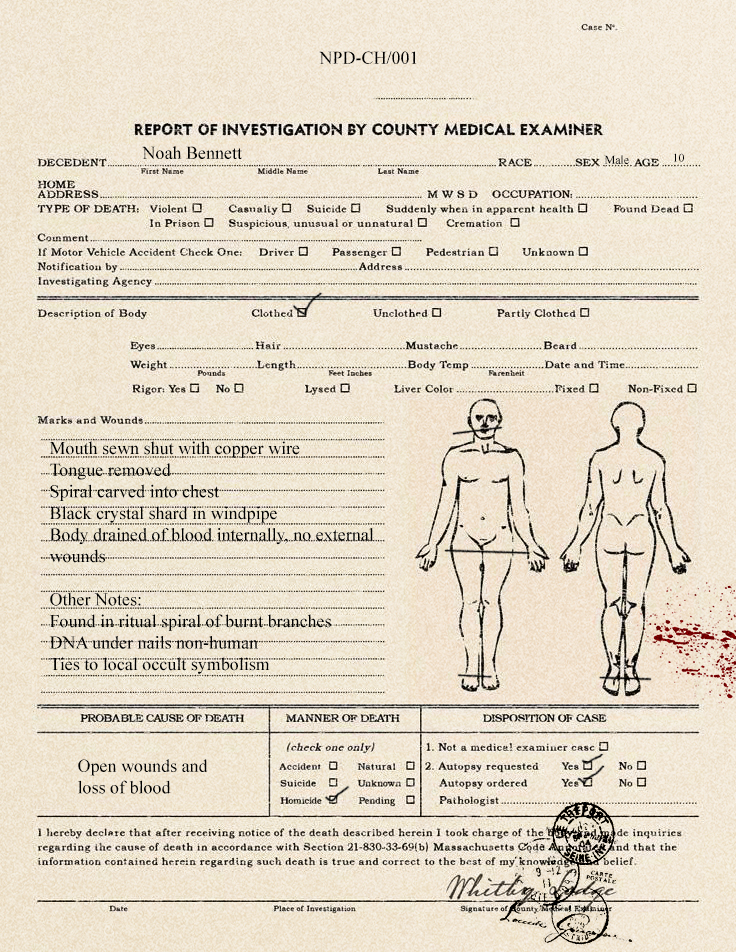 Case Nº.
NPD-CH/001
REPORT OF INVESTIGATION BY COUNTY MEDICAL EXAMINER
DECEDENT Noah Bennett RACE SEX Male AGE 10
First Name Middle Name Last Name
HOME
ADDRESS M W S D OCCUPATION:
TYPE OF DEATH: Violent Casualty Suicide Suddenly when in apparent health Found Dead
In Prison Suspicious, unusual or unnatural Cremation
Comment
If Motor Vehicle Accident Check One: Driver Passenger Pedestrian Unknown
Notification by Address
Investigating Agency
Description of Body Clothed Unclothed Partly Clothed
Eyes Hair Mustache Beard
Weight Length Body Temp Date and Time
Pounds Feet Inches Farenheit
Rigor: Yes No Lysed Liver Color Fixed Non-Fixed
Marks and Wounds
Mouth sewn shut with copper wire
Tongue removed
Spiral carved into chest
Black crystal shard in windpipe
Body drained of blood internally, no external
wounds
Other Notes:
Found in ritual spiral of burnt branches
DNA under nails non-human
Ties to local occult symbolism
PROBABLE CAUSE OF DEATH MANNER OF DEATH DISPOSITION OF CASE
Open wounds and
loss of blood
(check one only)
Accident Natural
Suicide Unknown
Homicide Pending
1. Not a medical examiner case
2. Autopsy requested Yes No
Autopsy ordered Yes No
Pathologist
I hereby declare that after receiving notice of the death described herein I took charge of the made inquiries
regarding the cause of death in accordance with Section 21-830-33-69(b) Massachusetts Code and that the
information contained herein regarding such death is true and correct to the best of my knowledge belief.
CARTE
POSTALE
Date Place of Investigation Signature of County Medical Examiner